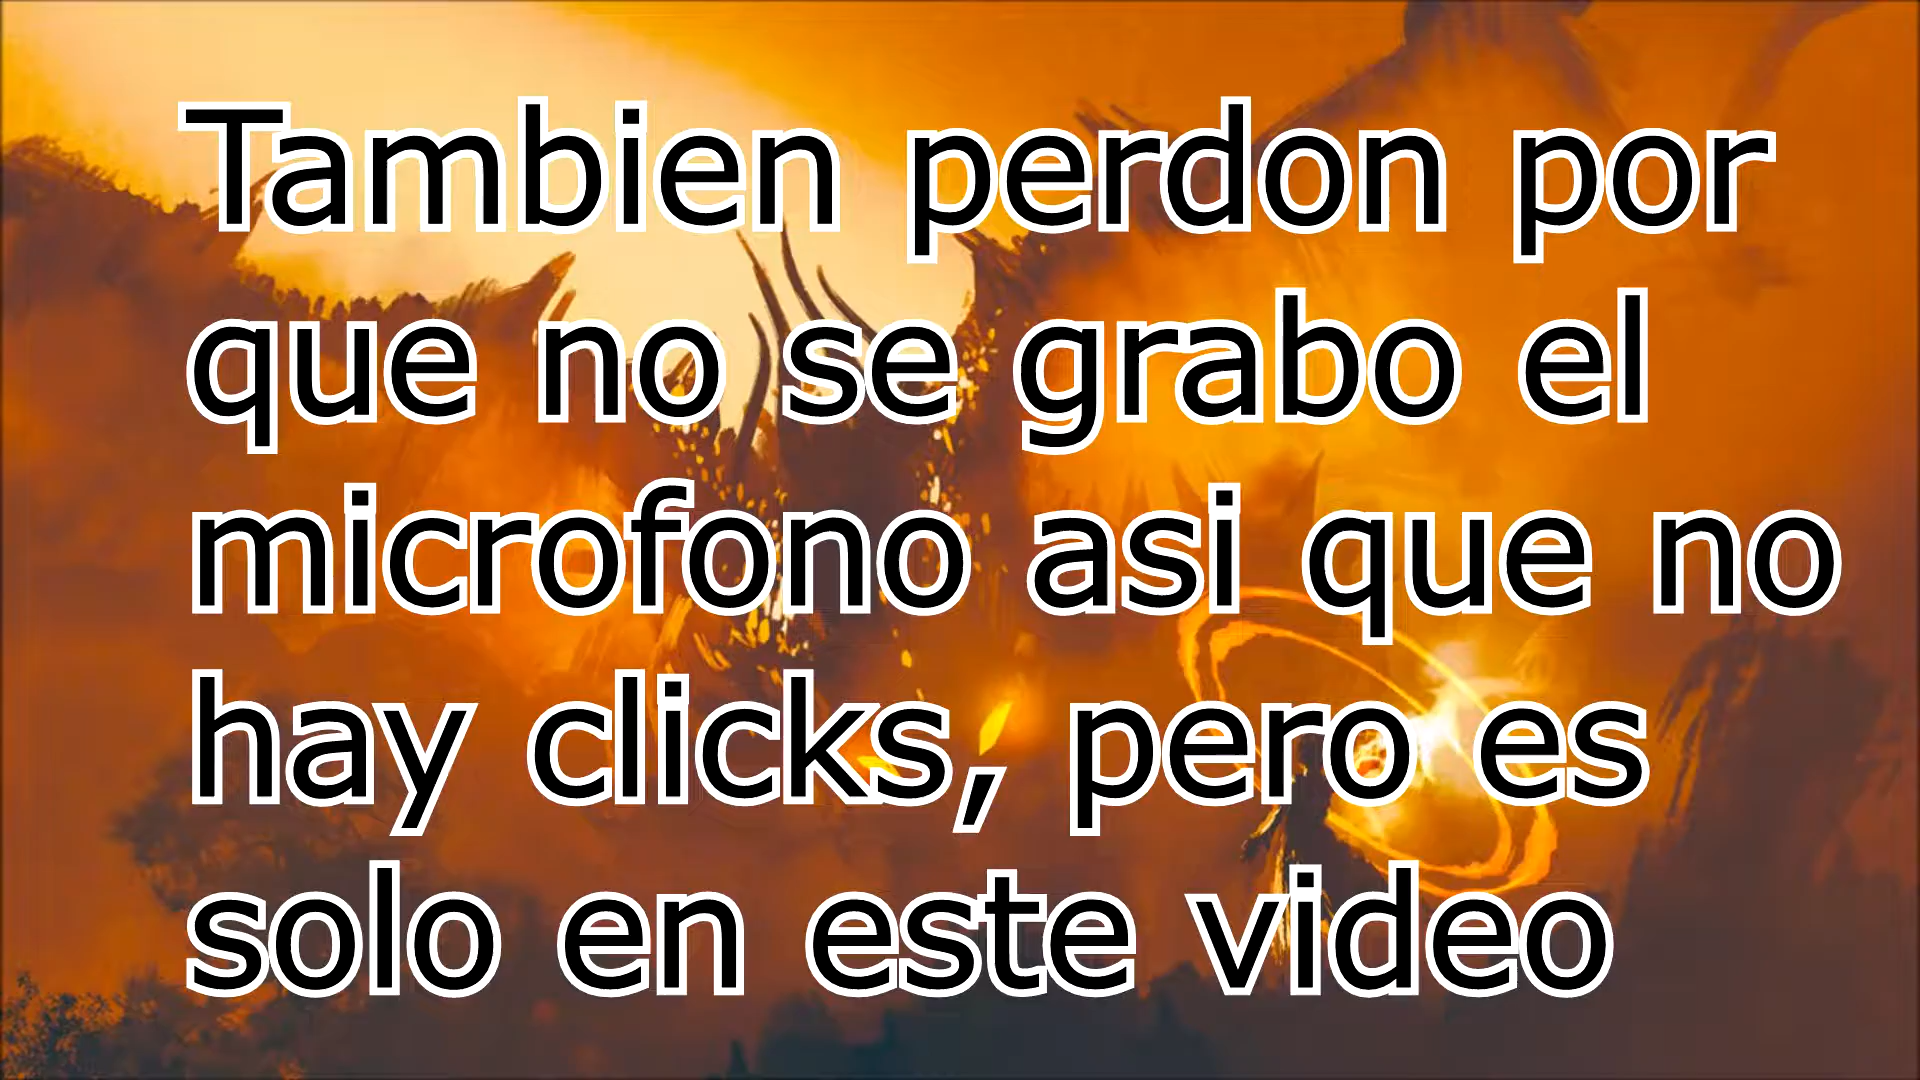 Tambien perdon por
que no se grabo el
microfono asi que no
hay clicks, pero es
solo en este video